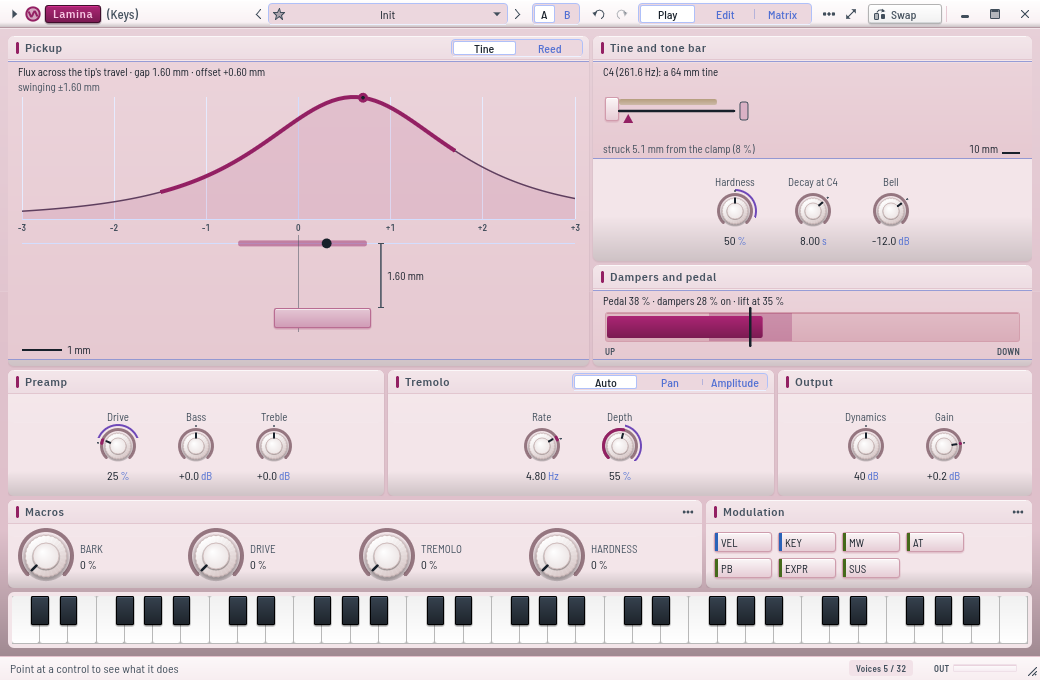 Lamina (Keys) Init A B Play Edit Matrix ••• Swap
Pickup Tine Reed
Flux across the tip's travel · gap 1.60 mm · offset +0.60 mm
swinging ±1.60 mm
-3 -2 -1 0 +1 +2 +3
1.60 mm
1 mm
Tine and tone bar
C4 (261.6 Hz): a 64 mm tine
struck 5.1 mm from the clamp (8 %) 10 mm
Hardness Decay at C4 Bell
50 % 8.00 s -12.0 dB
Dampers and pedal
Pedal 38 % · dampers 28 % on · lift at 35 %
UP DOWN
Preamp
Drive Bass Treble
25 % +0.0 dB +0.0 dB
Tremolo Auto Pan Amplitude
Rate Depth
4.80 Hz 55 %
Output
Dynamics Gain
40 dB +0.2 dB
Macros •••
BARK
0 %
DRIVE
0 %
TREMOLO
0 %
HARDNESS
0 %
Modulation •••
VEL KEY MW AT
PB EXPR SUS
Point at a control to see what it does Voices 5 / 32 OUT